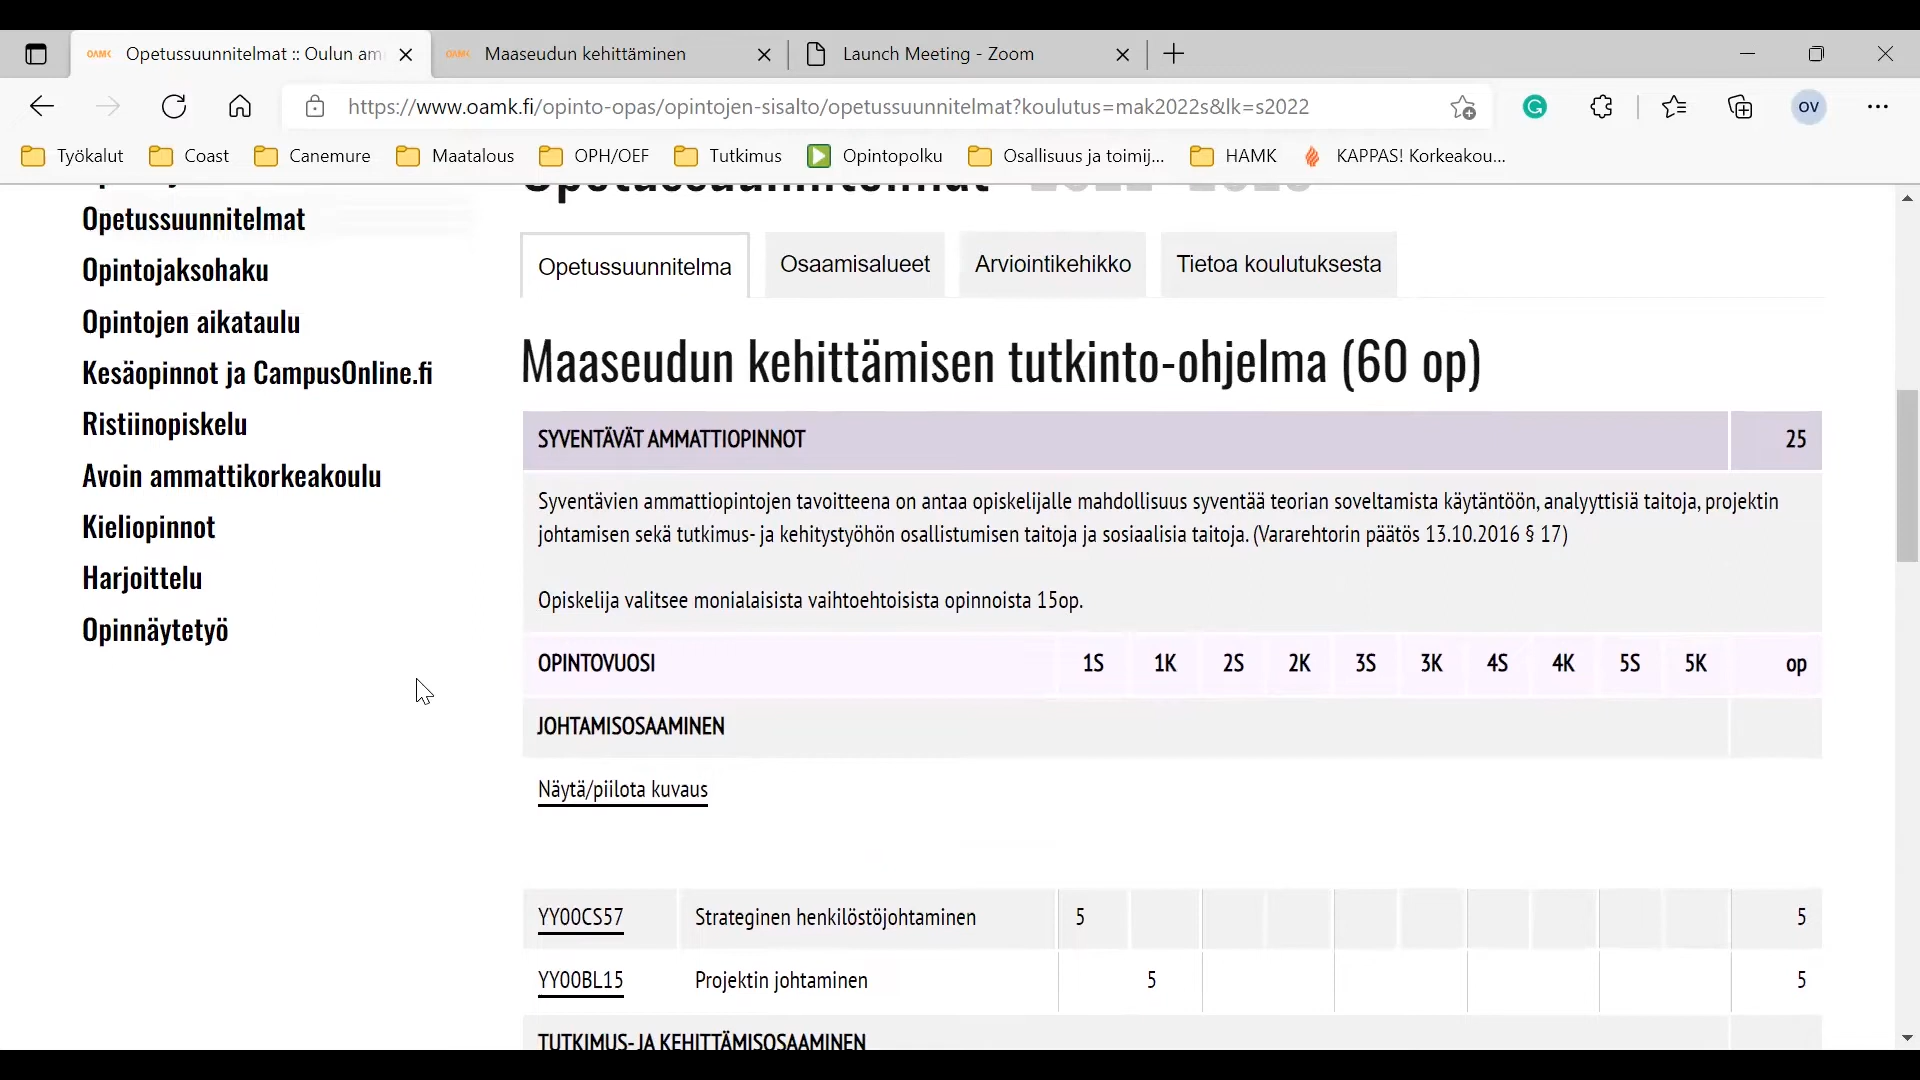 OAMK Opetussuunnitelmat :: Oulun am
OAMK Maaseudun kehittäminen
Launch Meeting - Zoom
https://www.oamk.fi/opinto-opas/opintojen-sisalto/opetussuunnitelmat?koulutus=mak2022s&lk=s2022
OV
Työkalut Coast Canemure Maatalous OPH/OEF Tutkimus Opintopolku Osallisuus ja toimij... HAMK KAPPAS! Korkeakou...
Opetussuunnitelmat
Opetussuunnitelmat
Opintojaksohaku
Opintojen aikataulu
Kesäopinnot ja CampusOnline.fi
Ristiinopiskelu
Avoin ammattikorkeakoulu
Kieliopinnot
Harjoittelu
Opinnäytetyö
Opetussuunnitelma Osaamisalueet Arviointikehikko Tietoa koulutuksesta
Maaseudun kehittämisen tutkinto-ohjelma (60 op)
SYVENTÄVÄT AMMATTIOPINNOT 25
Syventävien ammattiopintojen tavoitteena on antaa opiskelijalle mahdollisuus syventää teorian soveltamista käytäntöön, analyyttisiä taitoja, projektin
johtamisen sekä tutkimus- ja kehitystyöhön osallistumisen taitoja ja sosiaalisia taitoja. (Vararehtorin päätös 13.10.2016 § 17)
Opiskelija valitsee monialaisista vaihtoehtoisista opinnoista 15op.
OPINTOVUOSI 1S 1K 2S 2K 3S 3K 4S 4K 5S 5K op
JOHTAMISOSAAMINEN
Näytä/piilota kuvaus
YY00CS57 Strateginen henkilöstöjohtaminen 5 5
YY00BL15 Projektin johtaminen 5 5
TUTKIMUS- JA KEHITTÄMISOSAAMINEN